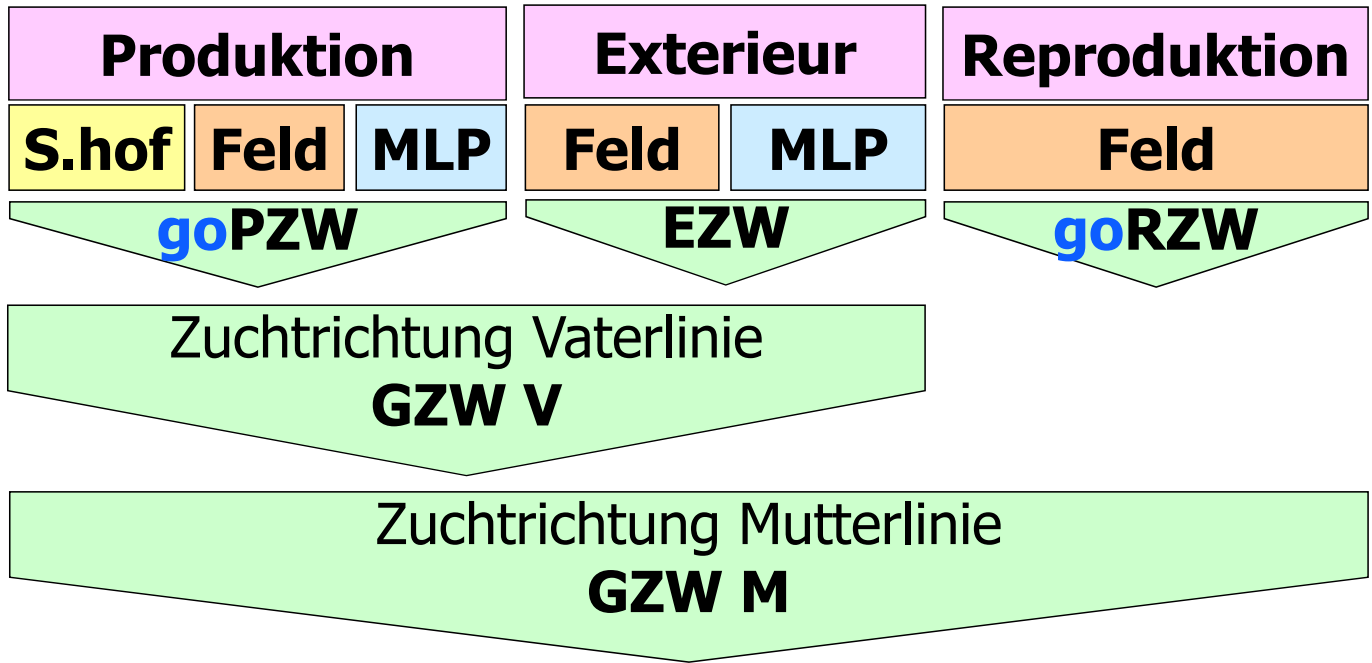 Produktion Exterieur Reproduktion
S.hof Feld MLP Feld MLP Feld
goPZW EZW goRZW
Zuchtrichtung Vaterlinie
GZW V
Zuchtrichtung Mutterlinie
GZW M